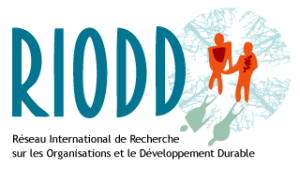 RIODD
Réseau International de Recherche
sur les Organisations et le Développement Durable